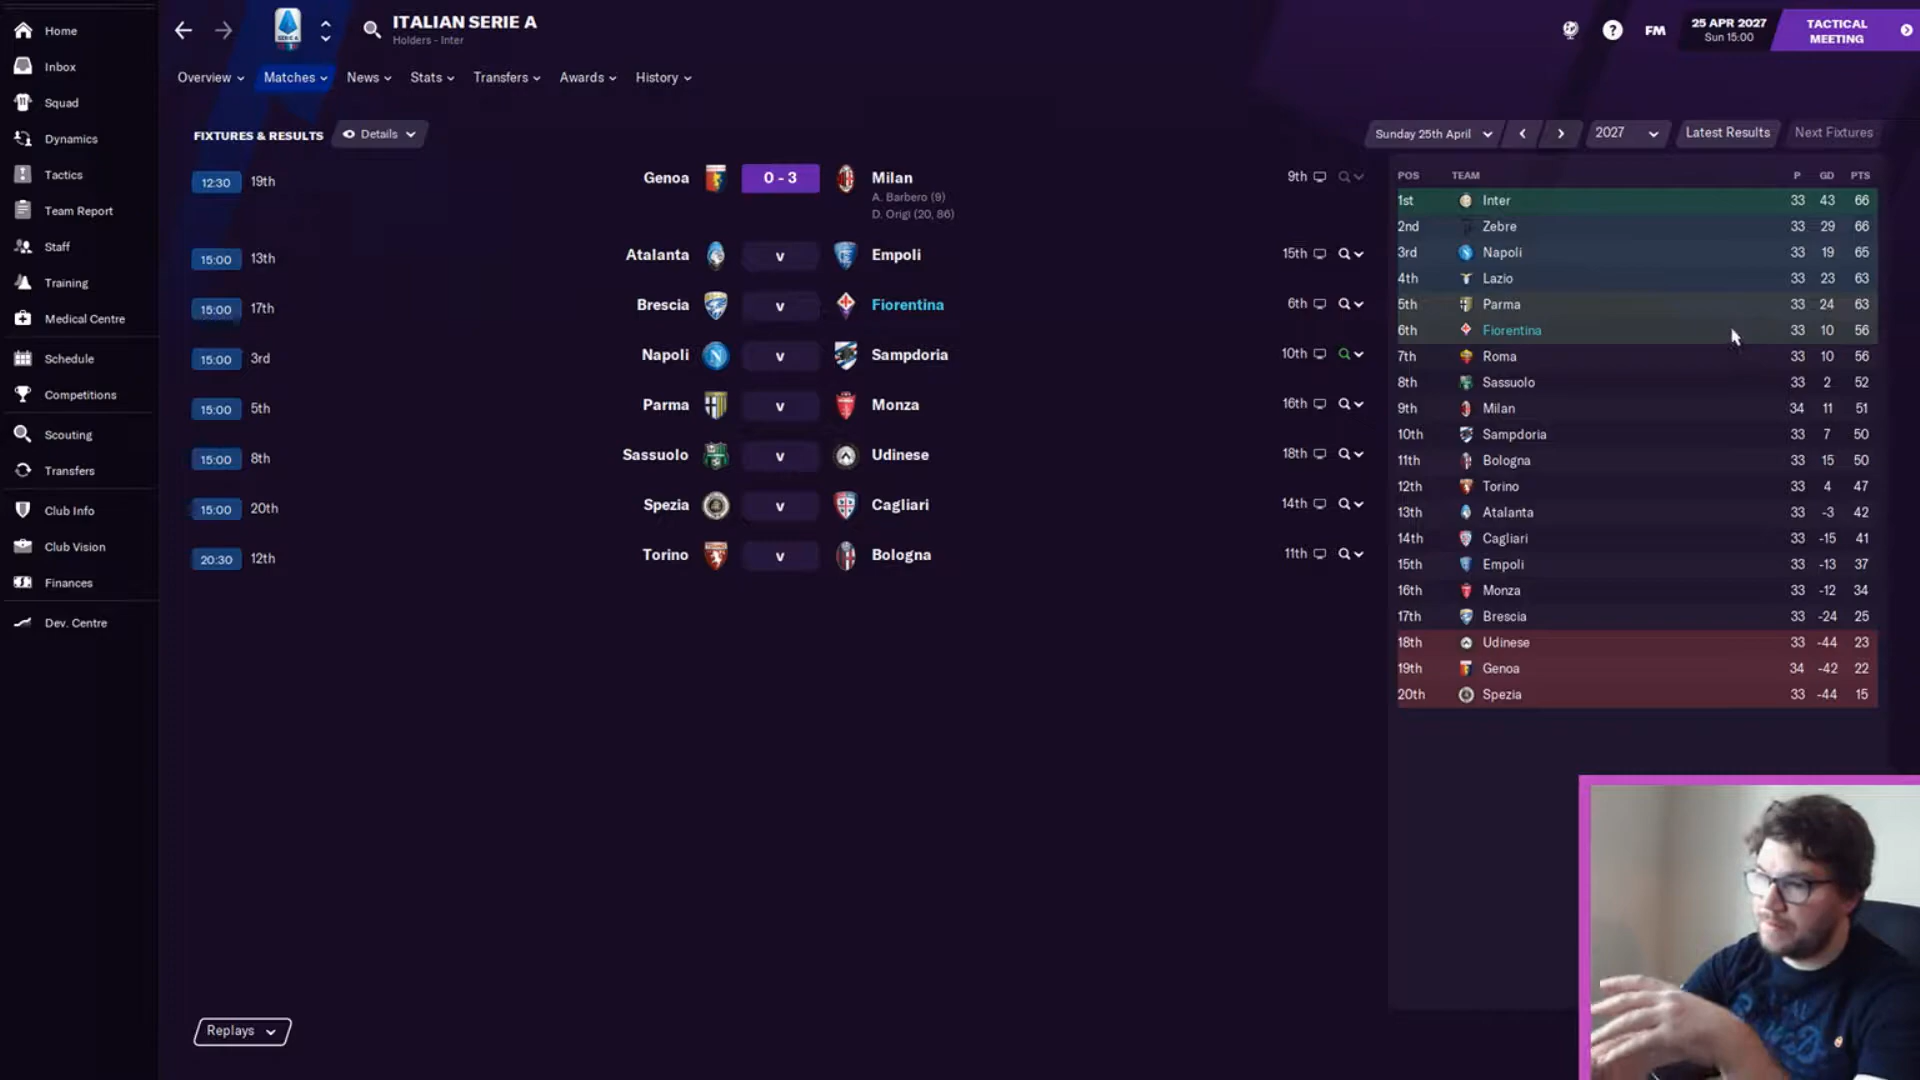 Home
Inbox
Squad
Dynamics
Tactics
Team Report
Staff
Training
Medical Centre
Schedule
Competitions
Scouting
Transfers
Club Info
Club Vision
Finances
Dev. Centre
ITALIAN SERIE A
Holders - Inter
FM
25 APR 2027
Sun 15:00
TACTICAL
MEETING
Overview Matches News Stats Transfers Awards History
FIXTURES & RESULTS Details
Sunday 25th April 2027 Latest Results Next Fixtures
12:30 19th Genoa 0 - 3 Milan 9th
A. Barbero (9)
D. Origi (20, 86)
15:00 13th Atalanta v Empoli 15th
15:00 17th Brescia v Fiorentina 6th
15:00 3rd Napoli v Sampdoria 10th
15:00 5th Parma v Monza 16th
15:00 8th Sassuolo v Udinese 18th
15:00 20th Spezia v Cagliari 14th
20:30 12th Torino v Bologna 11th
POS TEAM P GD PTS
1st Inter 33 43 66
2nd Zebre 33 29 66
3rd Napoli 33 19 65
4th Lazio 33 23 63
5th Parma 33 24 63
6th Fiorentina 33 10 56
7th Roma 33 10 56
8th Sassuolo 33 2 52
9th Milan 34 11 51
10th Sampdoria 33 7 50
11th Bologna 33 15 50
12th Torino 33 4 47
13th Atalanta 33 -3 42
14th Cagliari 33 -15 41
15th Empoli 33 -13 37
16th Monza 33 -12 34
17th Brescia 33 -24 25
18th Udinese 33 -44 23
19th Genoa 34 -42 22
20th Spezia 33 -44 15
Replays